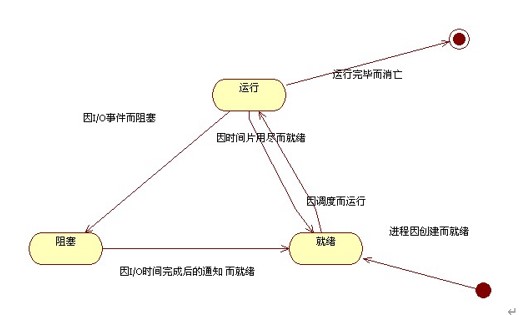 运行完毕而消亡
运行
因I/O事件而阻塞
因时间片用尽而就绪
因调度而运行
进程因创建而就绪
阻塞
就绪
因I/O时间完成后的通知 而就绪